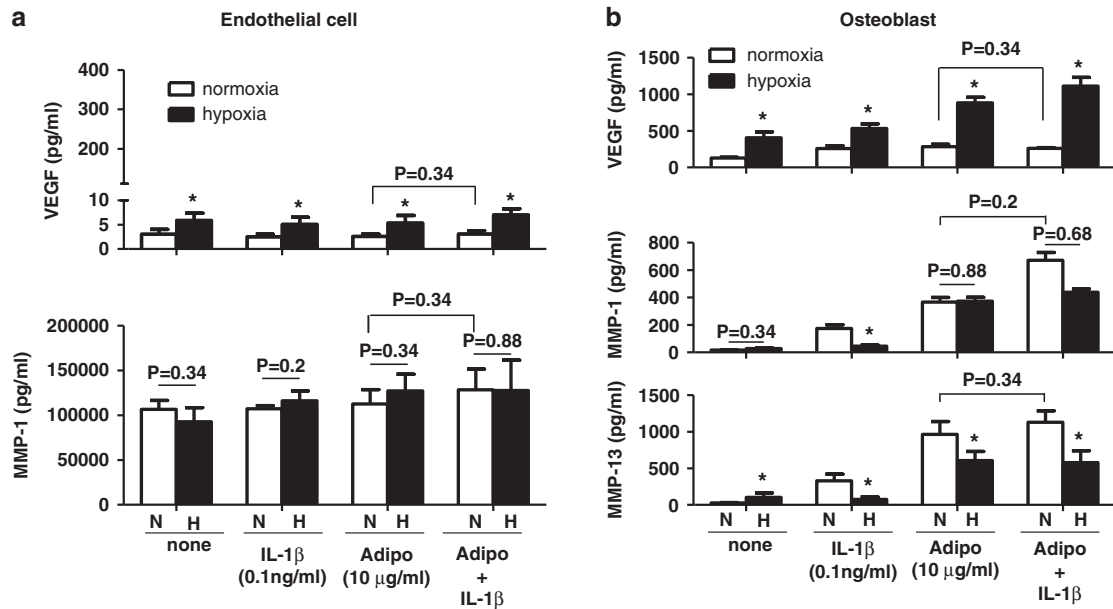 a
Endothelial cell
VEGF (pg/ml)
400
300
200
10
5
0
normoxia
hypoxia
*
*
*
*
P=0.34
MMP-1 (pg/ml)
200000
150000
100000
50000
0
P=0.34
P=0.34
P=0.2
P=0.34
P=0.88
N H N H N H N H
none
IL-1β
(0.1ng/ml)
Adipo
(10 μg/ml)
Adipo
+
IL-1β
b
Osteoblast
VEGF (pg/ml)
1500
1000
500
0
normoxia
hypoxia
P=0.34
*
*
*
*
MMP-1 (pg/ml)
800
600
400
200
0
P=0.2
P=0.34
*
P=0.88
P=0.68
MMP-13
(pg/ml)
1500
1000
500
0
P=0.34
*
*
*
*
N H N H N H N H
none
IL-1β
(0.1ng/ml)
Adipo
(10 μg/ml)
Adipo
+
IL-1β